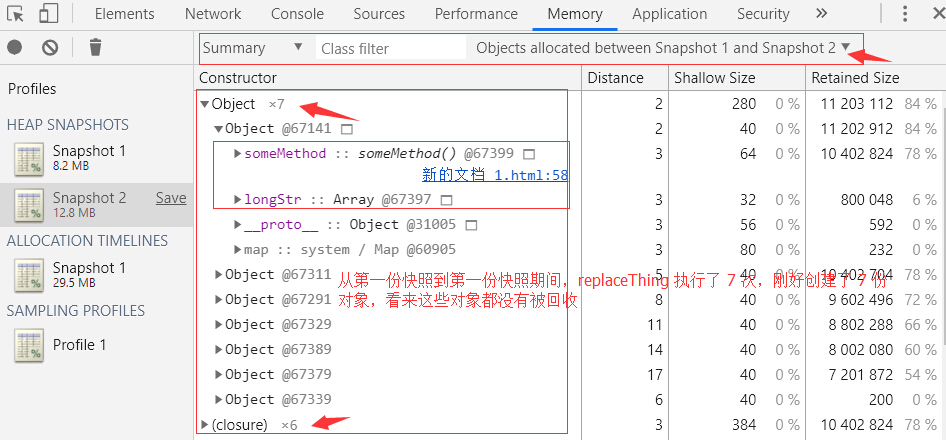 Elements Network Console Sources Performance Memory Application Security »
Summary ▼ Class filter Objects allocated between Snapshot 1 and Snapshot 2 ▼
Profiles
HEAP SNAPSHOTS
Snapshot 1
8.2 MB
Snapshot 2 Save
12.8 MB
ALLOCATION TIMELINES
Snapshot 1
29.5 MB
SAMPLING PROFILES
Profile 1
Constructor Distance Shallow Size Retained Size
▼Object ×7 2 280 0 % 11 203 112 84 %
▼Object @67141 2 40 0 % 11 202 912 84 %
▶someMethod :: someMethod() @67399 3 64 0 % 10 402 824 78 %
新的文档 1.html:58
▶longStr :: Array @67397 3 32 0 % 800 048 6 %
▶__proto__ :: Object @31005 3 56 0 % 592 0 %
▶map :: system / Map @60905 3 80 0 % 232 0 %
▶Object @67311 5 40 0 % 10 402 704 78 %
▶Object @67291 8 40 0 % 9 602 496 72 %
▶Object @67329 11 40 0 % 8 802 288 66 %
▶Object @67389 14 40 0 % 8 002 080 60 %
▶Object @67379 17 40 0 % 7 201 872 54 %
▶Object @67339 6 40 0 % 200 0 %
▶(closure) ×6 3 384 0 % 10 402 824 78 %
从第一份快照到第一份快照期间，replaceThing 执行了 7 次，刚好创建了 7 份
对象，看来这些对象都没有被回收